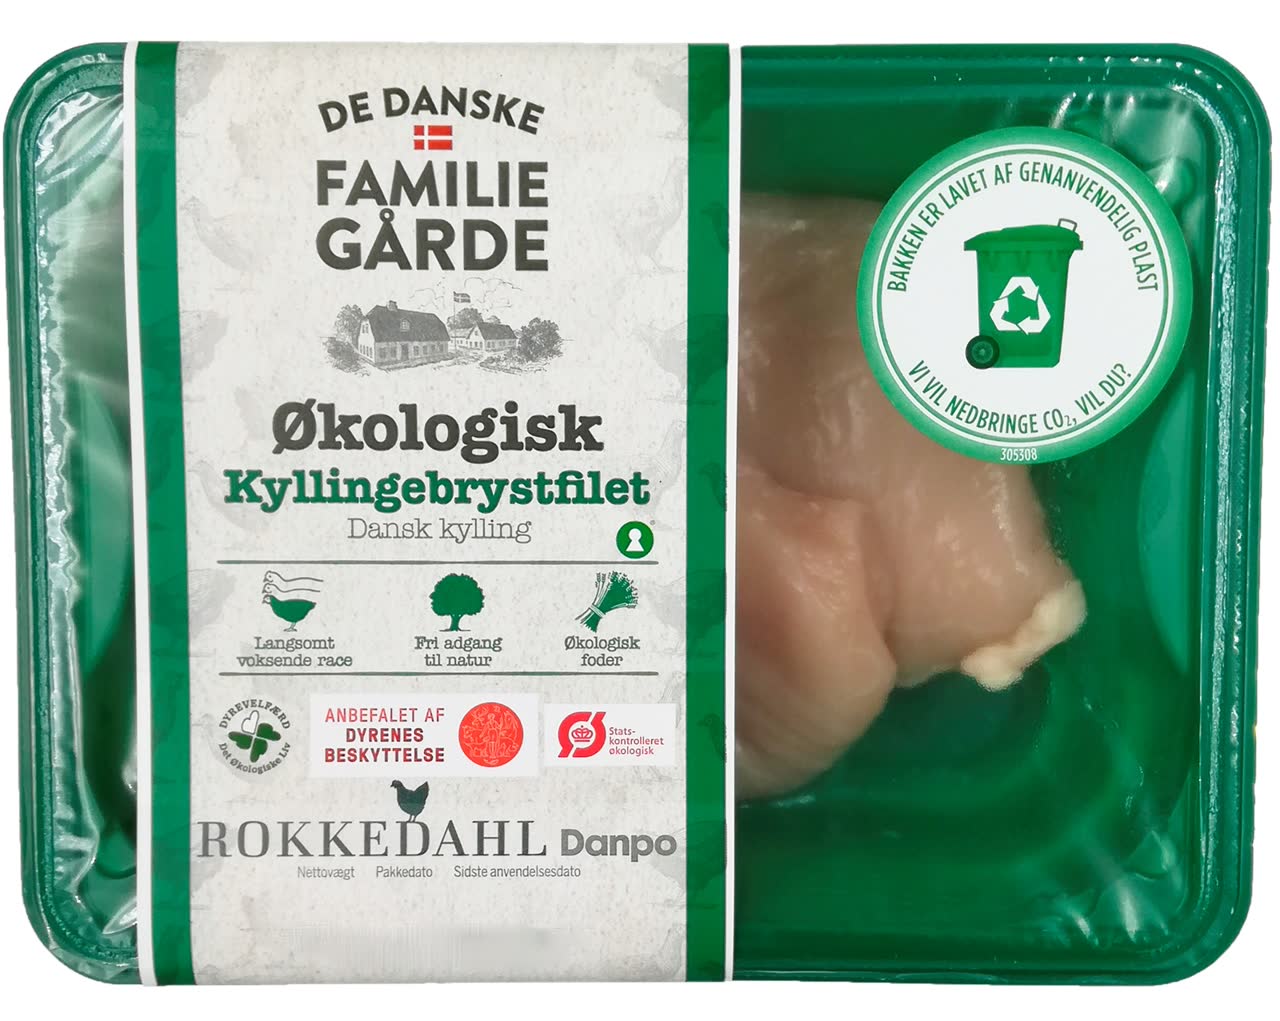 DE DANSKE
FAMILIE
GÅRDE
Økologisk
Kyllingebrystfilet
Dansk kylling
Langsomt
voksende race
Fri adgang
til natur
Økologisk
foder
DYREVELFÆRD
Det Økologiske Liv
ANBEFALET AF
DYRENES
BESKYTTELSE
Stats-
kontrolleret
økologisk
ROKKEDAHL Danpo
Nettovægt Pakkedato Sidste anvendelsesdato
BAKKEN ER LAVET AF GENANVENDELIG PLAST
VI VIL NEDBRINGE CO₂, VIL DU?
305308